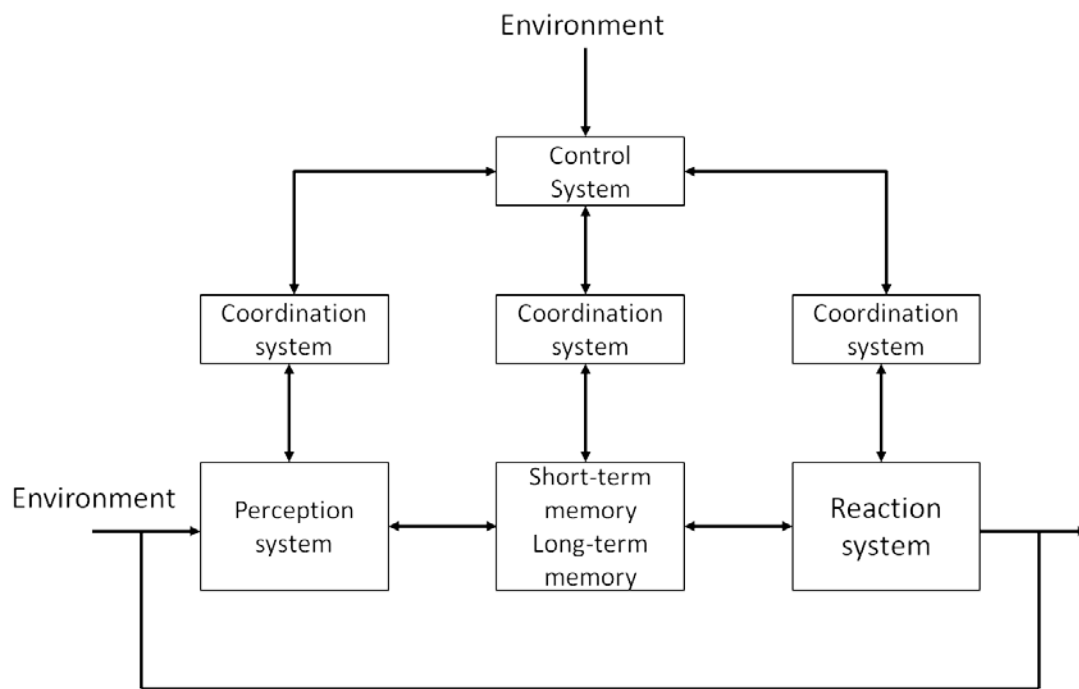 Environment
Control
System
Coordination
system
Coordination
system
Coordination
system
Environment
Perception
system
Short-term
memory
Long-term
memory
Reaction
system